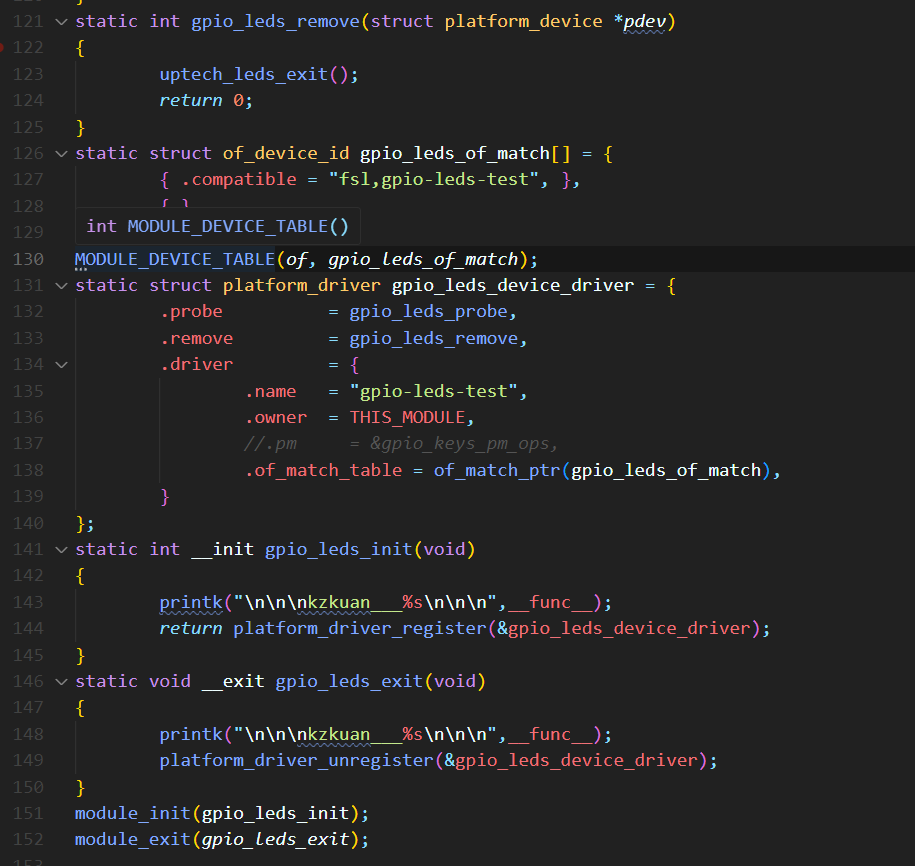 121 static int gpio_leds_remove(struct platform_device *pdev)
122 {
123 uptech_leds_exit();
124 return 0;
125 }
126 static struct of_device_id gpio_leds_of_match[] = {
127 { .compatible = "fsl,gpio-leds-test", },
128 { }
129 int MODULE_DEVICE_TABLE()
130 MODULE_DEVICE_TABLE(of, gpio_leds_of_match);
131 static struct platform_driver gpio_leds_device_driver = {
132 .probe = gpio_leds_probe,
133 .remove = gpio_leds_remove,
134 .driver = {
135 .name = "gpio-leds-test",
136 .owner = THIS_MODULE,
137 //.pm = &gpio_keys_pm_ops,
138 .of_match_table = of_match_ptr(gpio_leds_of_match),
139 }
140 };
141 static int __init gpio_leds_init(void)
142 {
143 printk("\n\n\nkzkuan___%s\n\n\n",__func__);
144 return platform_driver_register(&gpio_leds_device_driver);
145 }
146 static void __exit gpio_leds_exit(void)
147 {
148 printk("\n\n\nkzkuan___%s\n\n\n",__func__);
149 platform_driver_unregister(&gpio_leds_device_driver);
150 }
151 module_init(gpio_leds_init);
152 module_exit(gpio_leds_exit);